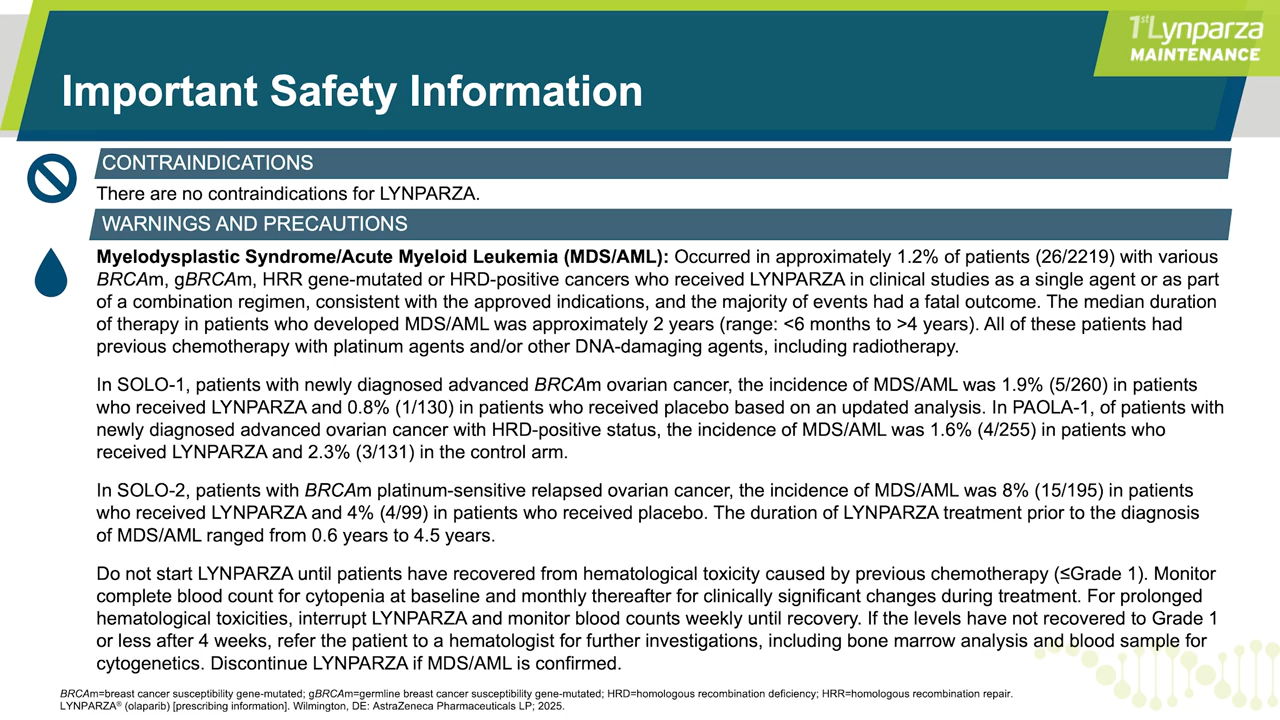 1st Lynparza
MAINTENANCE
Important Safety Information
CONTRAINDICATIONS
There are no contraindications for LYNPARZA.
WARNINGS AND PRECAUTIONS
Myelodysplastic Syndrome/Acute Myeloid Leukemia (MDS/AML): Occurred in approximately 1.2% of patients (26/2219) with various
BRCAm, gBRCAm, HRR gene-mutated or HRD-positive cancers who received LYNPARZA in clinical studies as a single agent or as part
of a combination regimen, consistent with the approved indications, and the majority of events had a fatal outcome. The median duration
of therapy in patients who developed MDS/AML was approximately 2 years (range: <6 months to >4 years). All of these patients had
previous chemotherapy with platinum agents and/or other DNA-damaging agents, including radiotherapy.
In SOLO-1, patients with newly diagnosed advanced BRCAm ovarian cancer, the incidence of MDS/AML was 1.9% (5/260) in patients
who received LYNPARZA and 0.8% (1/130) in patients who received placebo based on an updated analysis. In PAOLA-1, of patients with
newly diagnosed advanced ovarian cancer with HRD-positive status, the incidence of MDS/AML was 1.6% (4/255) in patients who
received LYNPARZA and 2.3% (3/131) in the control arm.
In SOLO-2, patients with BRCAm platinum-sensitive relapsed ovarian cancer, the incidence of MDS/AML was 8% (15/195) in patients
who received LYNPARZA and 4% (4/99) in patients who received placebo. The duration of LYNPARZA treatment prior to the diagnosis
of MDS/AML ranged from 0.6 years to 4.5 years.
Do not start LYNPARZA until patients have recovered from hematological toxicity caused by previous chemotherapy (≤Grade 1). Monitor
complete blood count for cytopenia at baseline and monthly thereafter for clinically significant changes during treatment. For prolonged
hematological toxicities, interrupt LYNPARZA and monitor blood counts weekly until recovery. If the levels have not recovered to Grade 1
or less after 4 weeks, refer the patient to a hematologist for further investigations, including bone marrow analysis and blood sample for
cytogenetics. Discontinue LYNPARZA if MDS/AML is confirmed.
BRCAm=breast cancer susceptibility gene-mutated; gBRCAm=germline breast cancer susceptibility gene-mutated; HRD=homologous recombination deficiency; HRR=homologous recombination repair.
LYNPARZA® (olaparib) [prescribing information]. Wilmington, DE: AstraZeneca Pharmaceuticals LP; 2025.